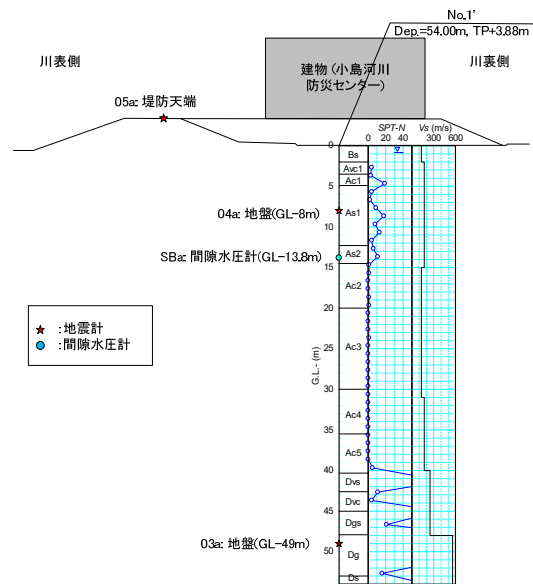 No.1'
Dep.=54.00m, TP+3.88m
川表側
建物(小島河川
防災センター)
川裏側
05a: 堤防天端
SPT-N
Vs (m/s)
0 20 40
300 600
0
Bs
Avc1
5
Ac1
04a: 地盤(GL-8m)
As1
10
SBa: 間隙水圧計(GL-13.8m)
As2
15
Ac2
20
:地震計
:間隙水圧計
Ac3
G.L.- (m)
25
30
Ac4
35
Ac5
40
Dvs
Dvc
45
Dgs
03a: 地盤(GL-49m)
50
Dg
Ds